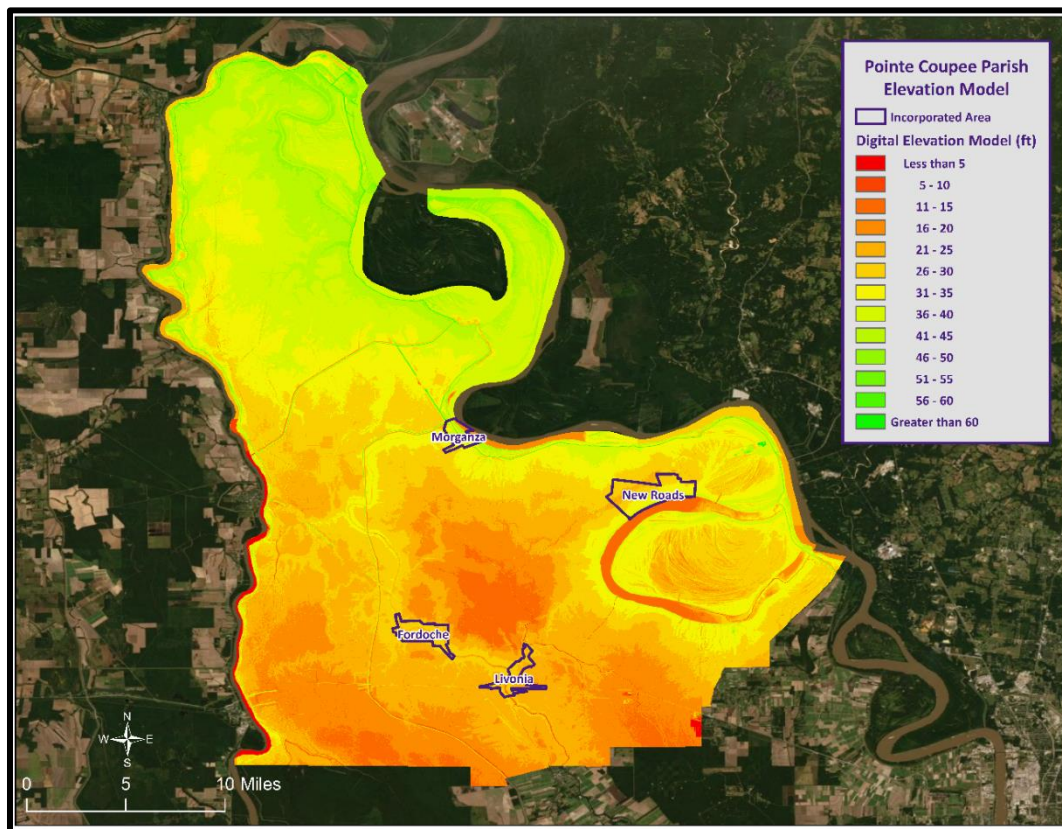 Pointe Coupee Parish
Elevation Model
Incorporated Area
Digital Elevation Model (ft)
Less than 5
5 - 10
11 - 15
16 - 20
21 - 25
26 - 30
31 - 35
36 - 40
41 - 45
46 - 50
51 - 55
56 - 60
Greater than 60
Morganza
New Roads
Fordoche
Livonia
N
W E
S
0 5 10 Miles